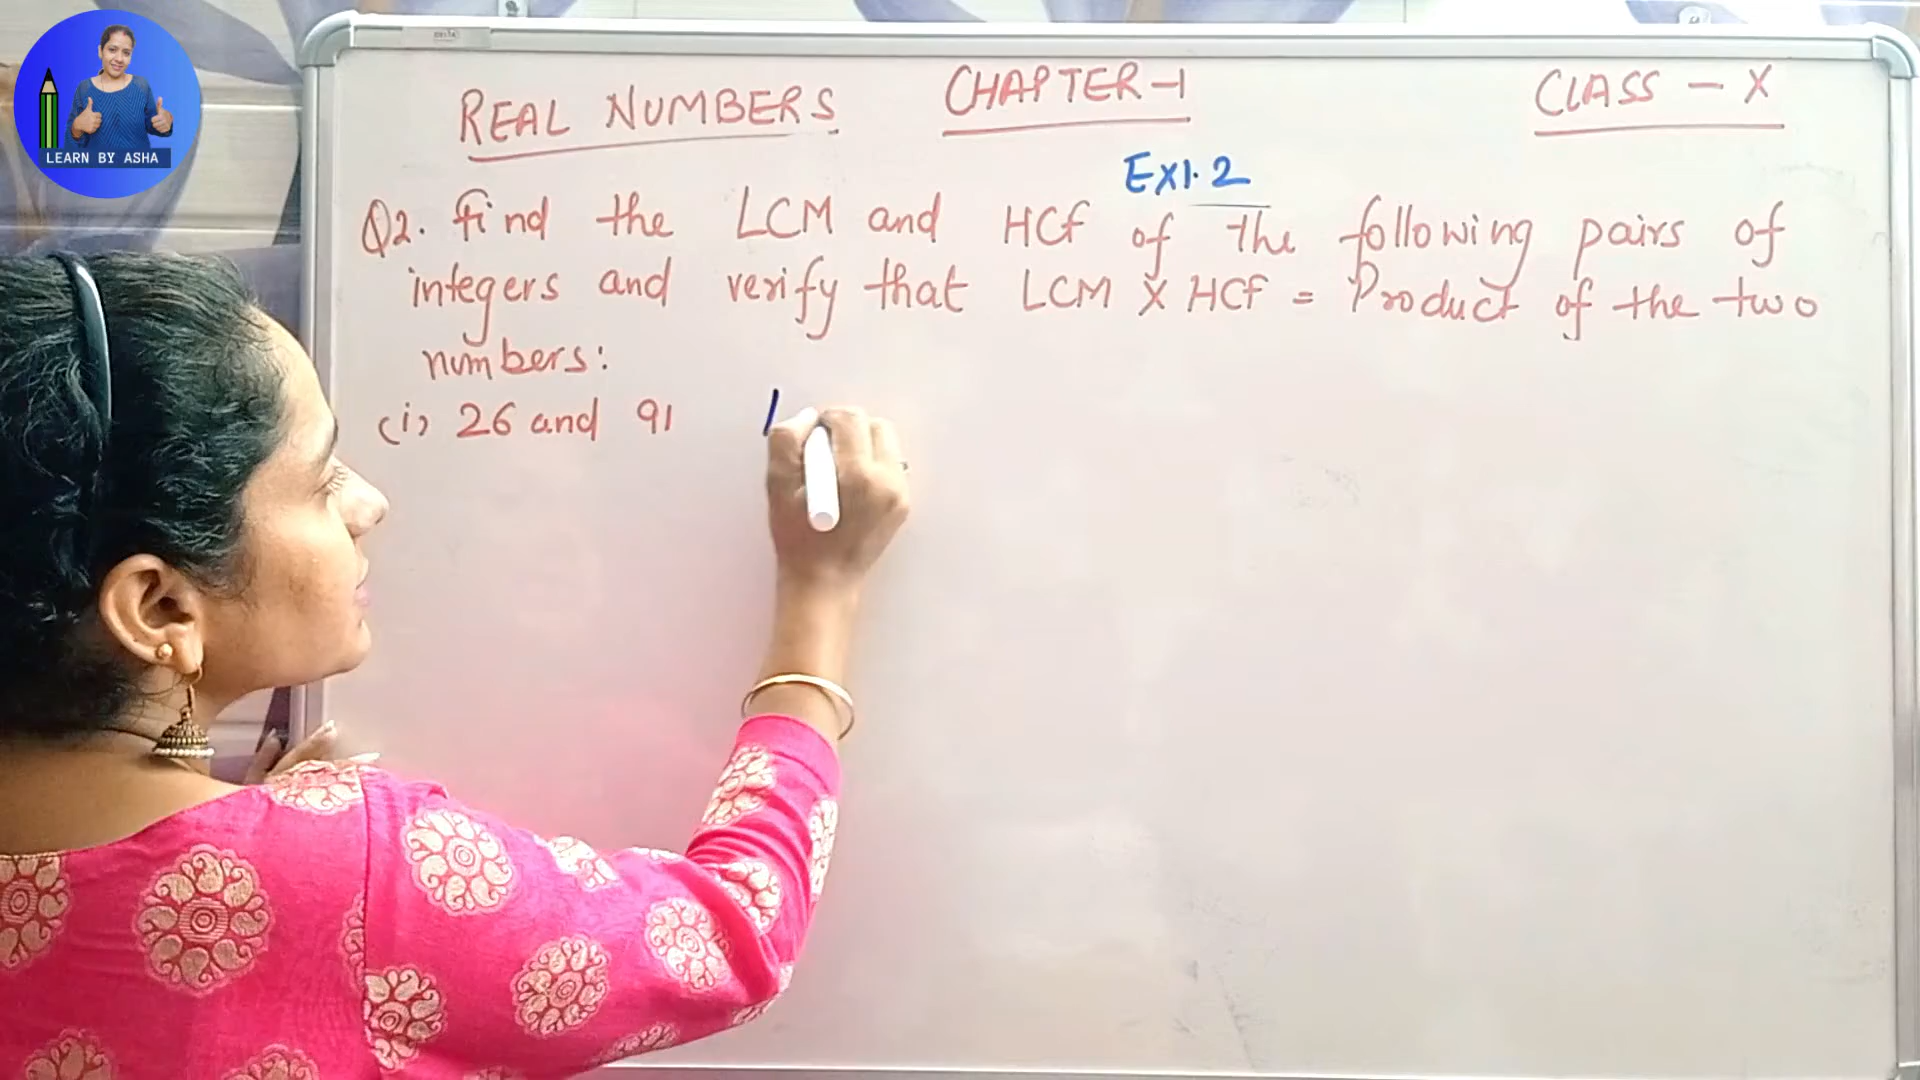 REAL NUMBERS CHAPTER-1 CLASS - X
Ex1.2
Q2. Find the LCM and HCF of the following pairs of
integers and verify that LCM X HCF = Product of the two
numbers:
(i) 26 and 91
LEARN BY ASHA